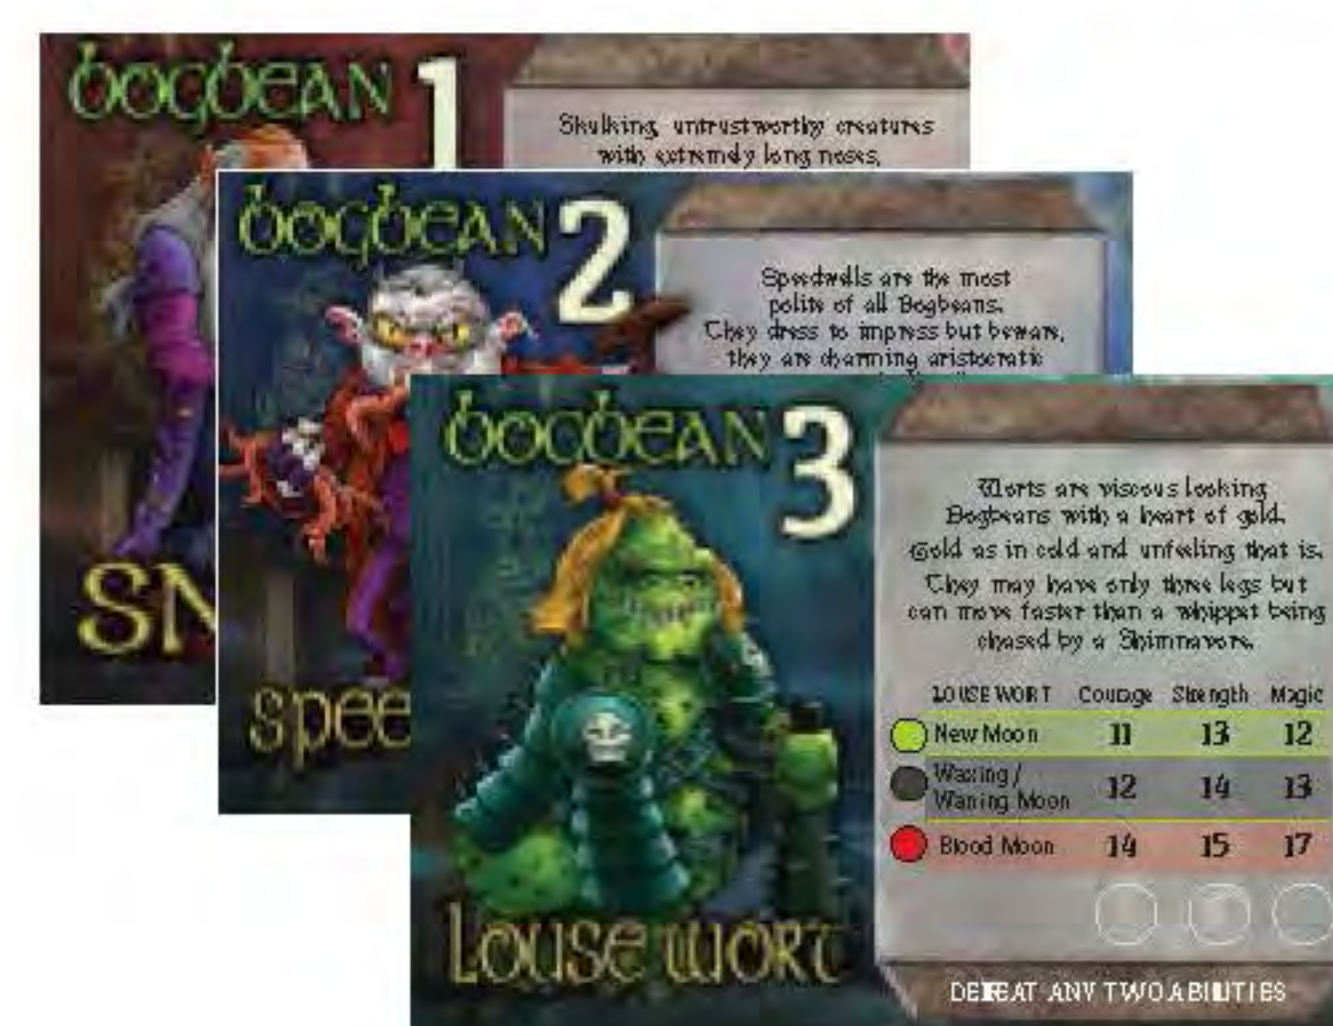 bogbean 1
Skulking, untrustworthy creatures
with extremely long noses,
SN
bogbean 2
Speedwells are the most
polite of all Bogbeans.
They dress to impress but beware,
they are charming aristocratic
spee
bogbean 3
Worts are viscous looking
Bogbeans with a heart of gold.
Gold as in cold and unfeeling that is.
They may have only three legs but
can move faster than a whippet being
chased by a Shimnavore.
LOUSE WORT Courage Strength Magic
New Moon 11 13 12
Waxing /
Waning Moon 12 14 13
Blood Moon 14 15 17
Louse wort
DEFEAT ANY TWO ABILITIES